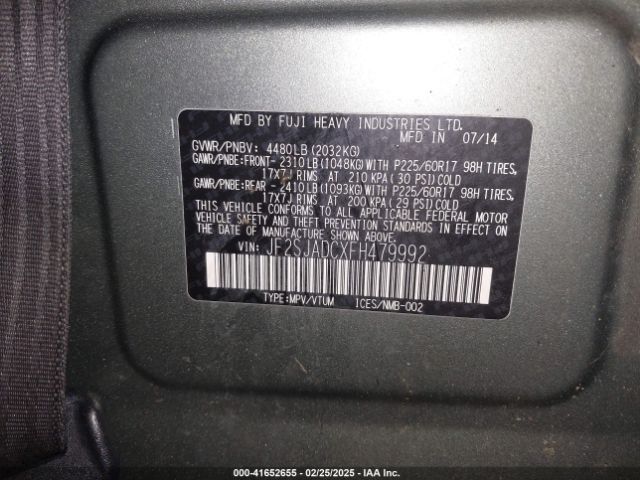 MFD BY FUJI HEAVY INDUSTRIES LTD.
MFD IN 07/14
GVWR/PNBV: 4480LB(2032KG)
GAWR/PNBE:FRONT- 2310LB(1048KG)WITH P225/60R17 98H TIRES,
17X7J RIMS AT 210 KPA(30 PSI)COLD
GAWR/PNBE:REAR - 2410LB(1093KG)WITH P225/60R17 98H TIRES,
17X7J RIMS AT 200 KPA(29 PSI)COLD
THIS VEHICLE CONFORMS TO ALL APPLICABLE FEDERAL MOTOR
VEHICLE SAFETY AND THEFT PREVENTION STANDARDS IN EFFECT ON
THE DATE OF MANUFACTURE SHOWN ABOVE.
VIN: JF2SJADCXFH479992
TYPE:MPV/VTUM ICES/NMB-002
000-41652655 - 02/25/2025 - IAA Inc.